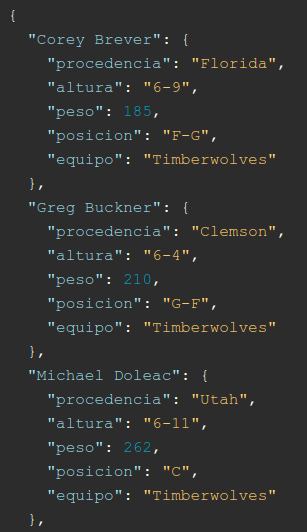 {
"Corey Brever": {
"procedencia": "Florida",
"altura": "6-9",
"peso": 185,
"posicion": "F-G",
"equipo": "Timberwolves"
},
"Greg Buckner": {
"procedencia": "Clemson",
"altura": "6-4",
"peso": 210,
"posicion": "G-F",
"equipo": "Timberwolves"
},
"Michael Doleac": {
"procedencia": "Utah",
"altura": "6-11",
"peso": 262,
"posicion": "C",
"equipo": "Timberwolves"
},